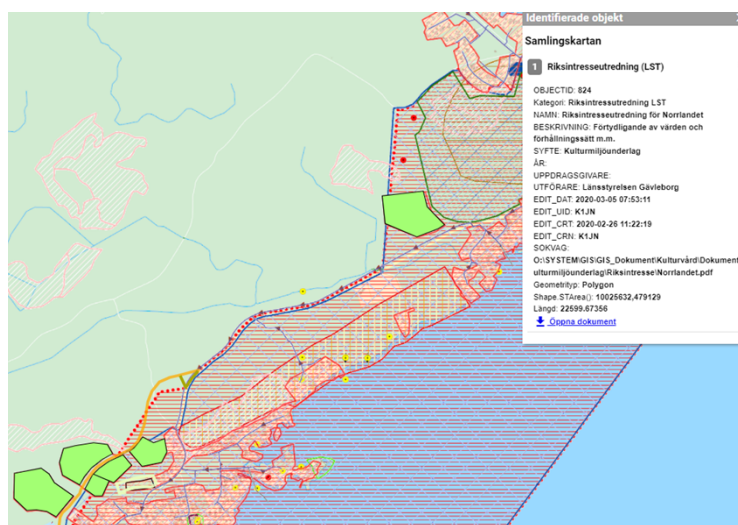 Identifierade objekt
Samlingskartan
1 Riksintresseutredning (LST)
OBJECTID: 824
Kategori: Riksintressutredning LST
NAMN: Riksintresseutredning för Norrlandet
BESKRIVNING: Förtydligande av värden och
förhållningssätt m.m.
SYFTE: Kulturmiljöunderlag
ÅR:
UPPDRAGSGIVARE:
UTFÖRARE: Länsstyrelsen Gävleborg
EDIT_DAT: 2020-03-05 07:53:11
EDIT_UID: K1JN
EDIT_CRT: 2020-02-26 11:22:19
EDIT_CRN: K1JN
SOKVAG:
O:\SYSTEM\GIS\GIS_Dokument\Kulturvård\Dokument
ulturmiljöunderlag\Riksintresse\Norrlandet.pdf
Geometrityp: Polygon
Shape.STArea(): 10025632,479129
Längd: 22599.67356
Öppna dokument